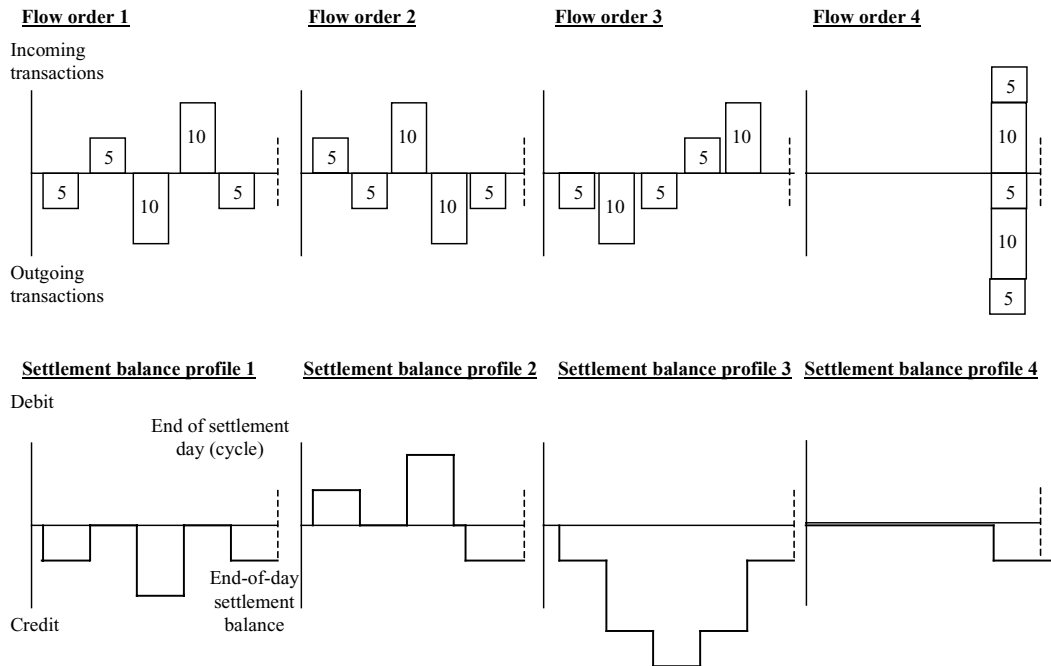 Flow order 1
Flow order 2
Flow order 3
Flow order 4
Incoming
transactions
5
5
10
10
5
5
5
10
10
5
5
10
5
5
10
5
10
5
10
5
Outgoing
transactions
Settlement balance profile 1
Settlement balance profile 2
Settlement balance profile 3
Settlement balance profile 4
Debit
End of settlement
day (cycle)
End-of-day
settlement
balance
Credit